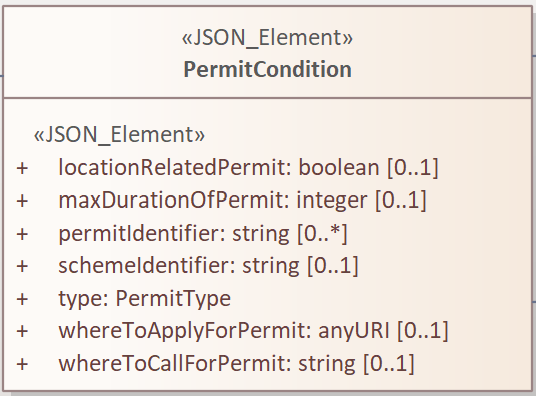 «JSON_Element»
PermitCondition
«JSON_Element»
+ locationRelatedPermit: boolean [0..1]
+ maxDurationOfPermit: integer [0..1]
+ permitIdentifier: string [0..*]
+ schemeIdentifier: string [0..1]
+ type: PermitType
+ whereToApplyForPermit: anyURI [0..1]
+ whereToCallForPermit: string [0..1]